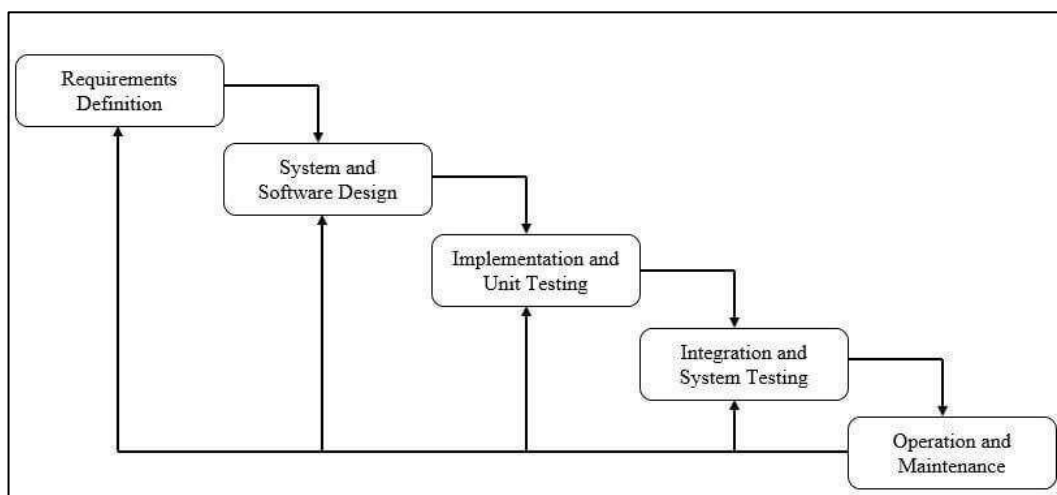 Requirements
Definition
System and
Software Design
Implementation and
Unit Testing
Integration and
System Testing
Operation and
Maintenance